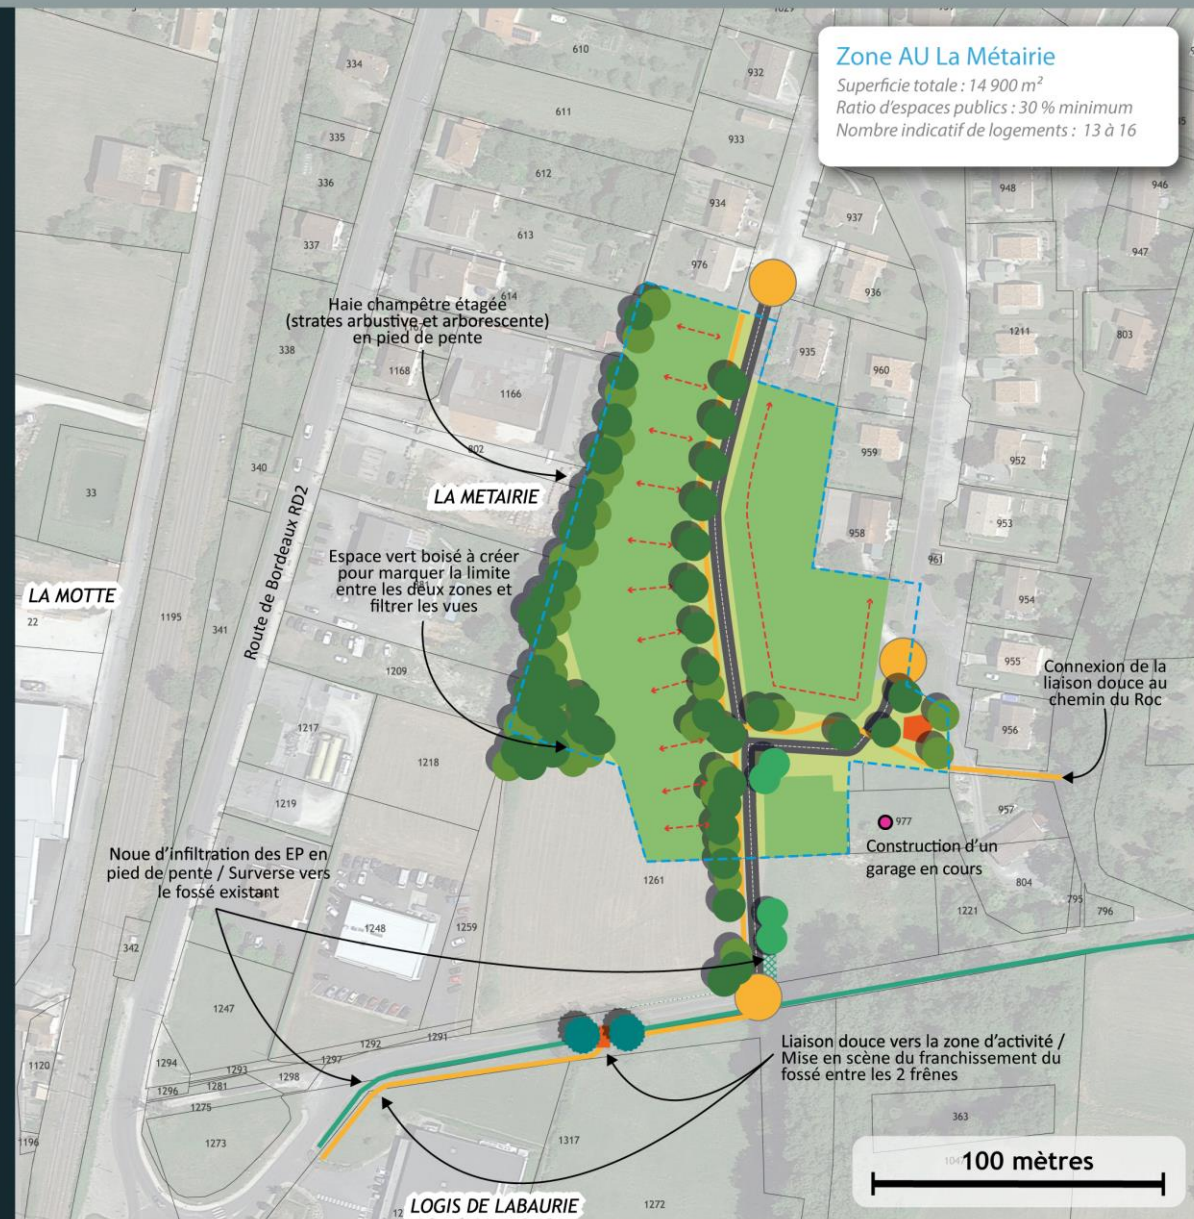 Zone AU La Métairie
Superficie totale : 14 900 m²
Ratio d'espaces publics : 30 % minimum
Nombre indicatif de logements : 13 à 16
610
932
334
611
933
335
612
336
934
937
948
946
613
337
976
947
936
614
Haie champêtre étagée
(strates arbustive et arborescente)
en pied de pente
338
935
1211
803
1168
960
1166
802
340
959
952
33
LA METAIRIE
953
958
Route de Bordeaux RD2
961
Espace vert boisé à créer
pour marquer la limite
entre les deux zones et
filtrer les vues
LA MOTTE
22
1195
341
954
955
1209
Connexion de la
liaison douce au
chemin du Roc
1217
956
1218
1219
957
977
Construction d'un
garage en cours
Noue d'infiltration des EP en
pied de pente / Surverse vers
le fossé existant
1261
804
795
796
1221
1248
1259
342
1247
1291
1292
1297
1294
1293
1298
1281
1296
1275
Liaison douce vers la zone d'activité /
Mise en scène du franchissement du
fossé entre les 2 frênes
1120
363
1196
1273
1317
100 mètres
LOGIS DE LABAURIE
1272